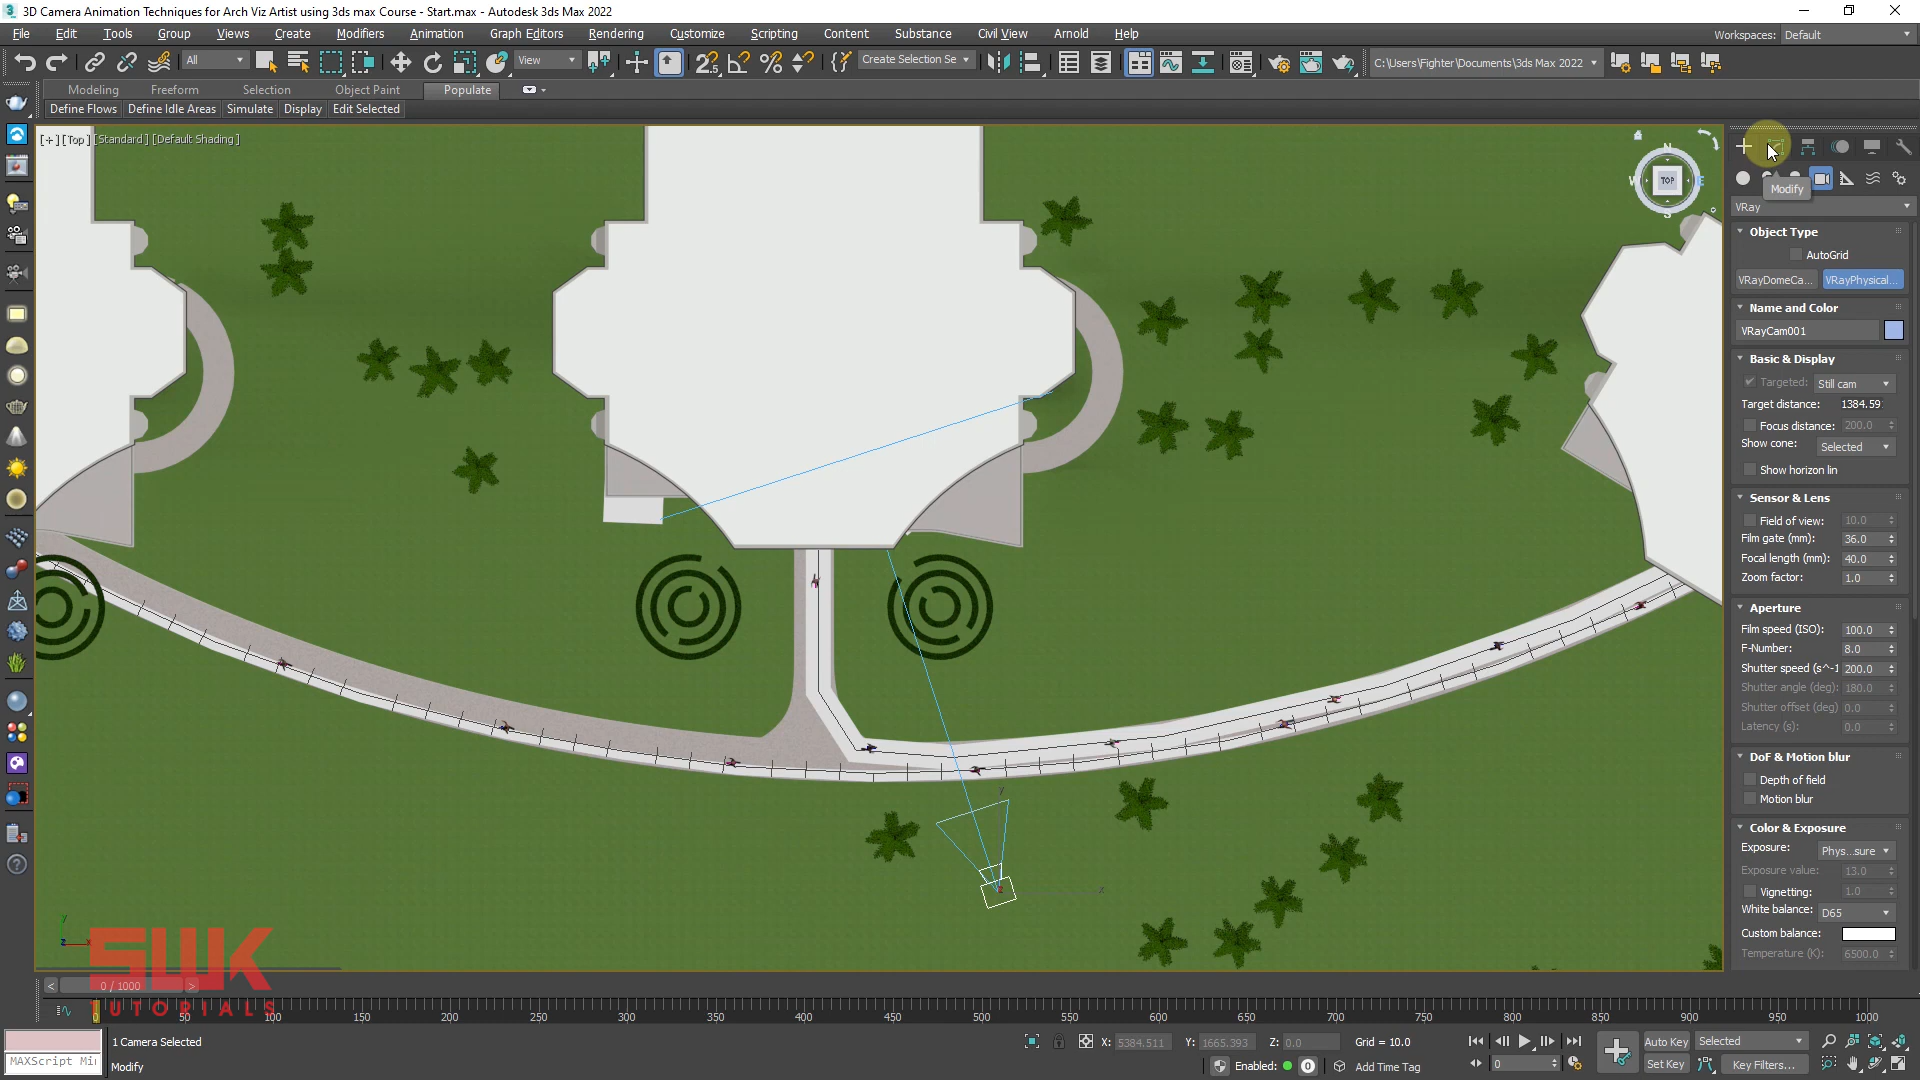 3D Camera Animation Techniques for Arch Viz Artist using 3ds max Course - Start.max - Autodesk 3ds Max 2022
File Edit Tools Group Views Create Modifiers Animation Graph Editors Rendering Customize Scripting Content Substance Civil View Arnold Help
Workspaces: Default
All View Create Selection Se C:\Users\Fighter\Documents\3ds Max 2022
Modeling Freeform Selection Object Paint Populate
Define Flows Define Idle Areas Simulate Display Edit Selected
[+] [Top] [Standard] [Default Shading]
N
W TOP E
S
Modify
VRay
Object Type
AutoGrid
VRayDomeCa... VRayPhysical...
Name and Color
VRayCam001
Basic & Display
Targeted: Still cam
Target distance: 1384.59
Focus distance: 200.0
Show cone: Selected
Show horizon lin
Sensor & Lens
Field of view: 10.0
Film gate (mm): 36.0
Focal length (mm): 40.0
Zoom factor: 1.0
Aperture
Film speed (ISO): 100.0
F-Number: 8.0
Shutter speed (s^-1 200.0
Shutter angle (deg): 180.0
Shutter offset (deg) 0.0
Latency (s): 0.0
DoF & Motion blur
Depth of field
Motion blur
Color & Exposure
Exposure: Phys...sure
Exposure value: 13.0
Vignetting: 1.0
White balance: D65
Custom balance:
Temperature (K): 6500.0
y
z
y
z x
SWK
TUTORIALS
< 0 / 1000 >
0 50 100 150 200 250 300 350 400 450 500 550 600 650 700 750 800 850 900 950 1000
1 Camera Selected X: 5384.511 Y: 1665.393 Z: 0.0 Grid = 10.0 Auto Key Selected
MAXScript Mi Modify Enabled: 0 Add Time Tag 0 Set Key Key Filters...